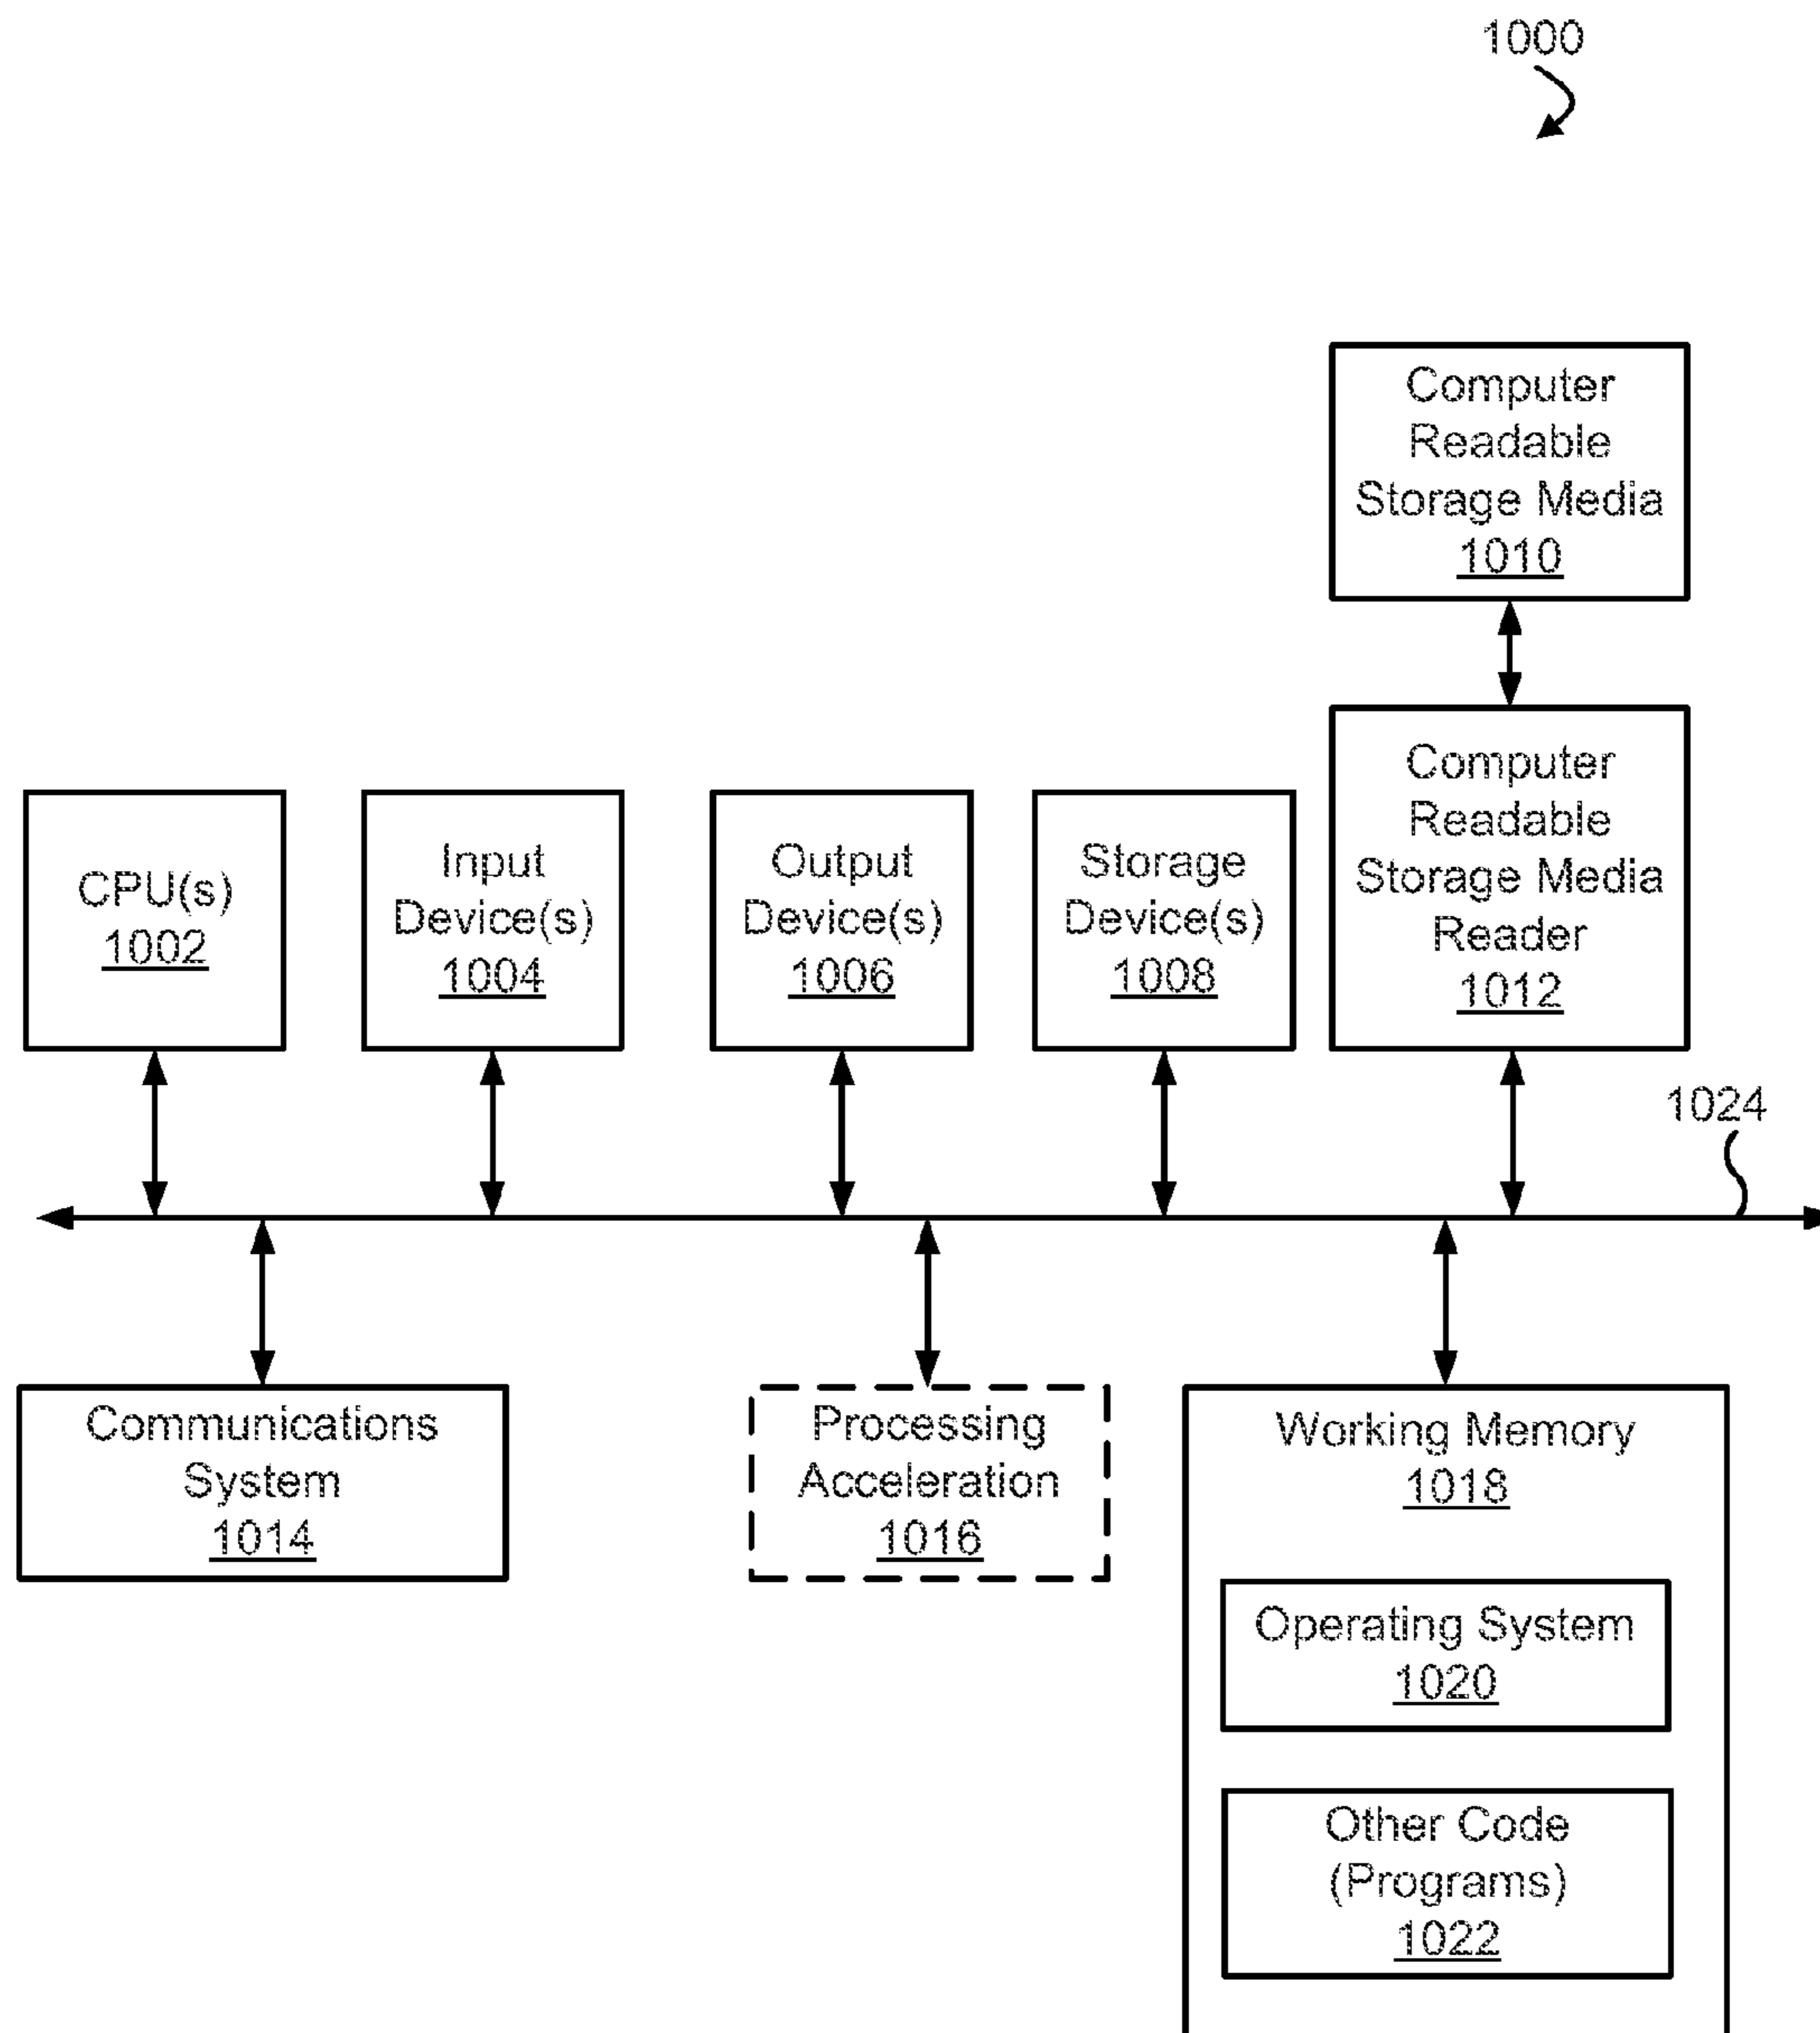 1000
Computer
Readable
Storage Media
1010
Computer
Readable
Storage Media
Reader
1012
CPU(s)
1002
Input
Device(s)
1004
Output
Device(s)
1006
Storage
Device(s)
1008
1024
Communications
System
1014
Processing
Acceleration
1016
Working Memory
1018
Operating System
1020
Other Code
(Programs)
1022